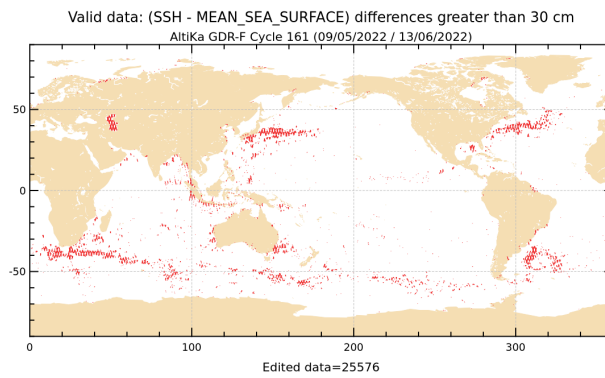 Valid data: (SSH - MEAN_SEA_SURFACE) differences greater than 30 cm
AltiKa GDR-F Cycle 161 (09/05/2022 / 13/06/2022)
50
0
-50
0
100
200
300
Edited data=25576